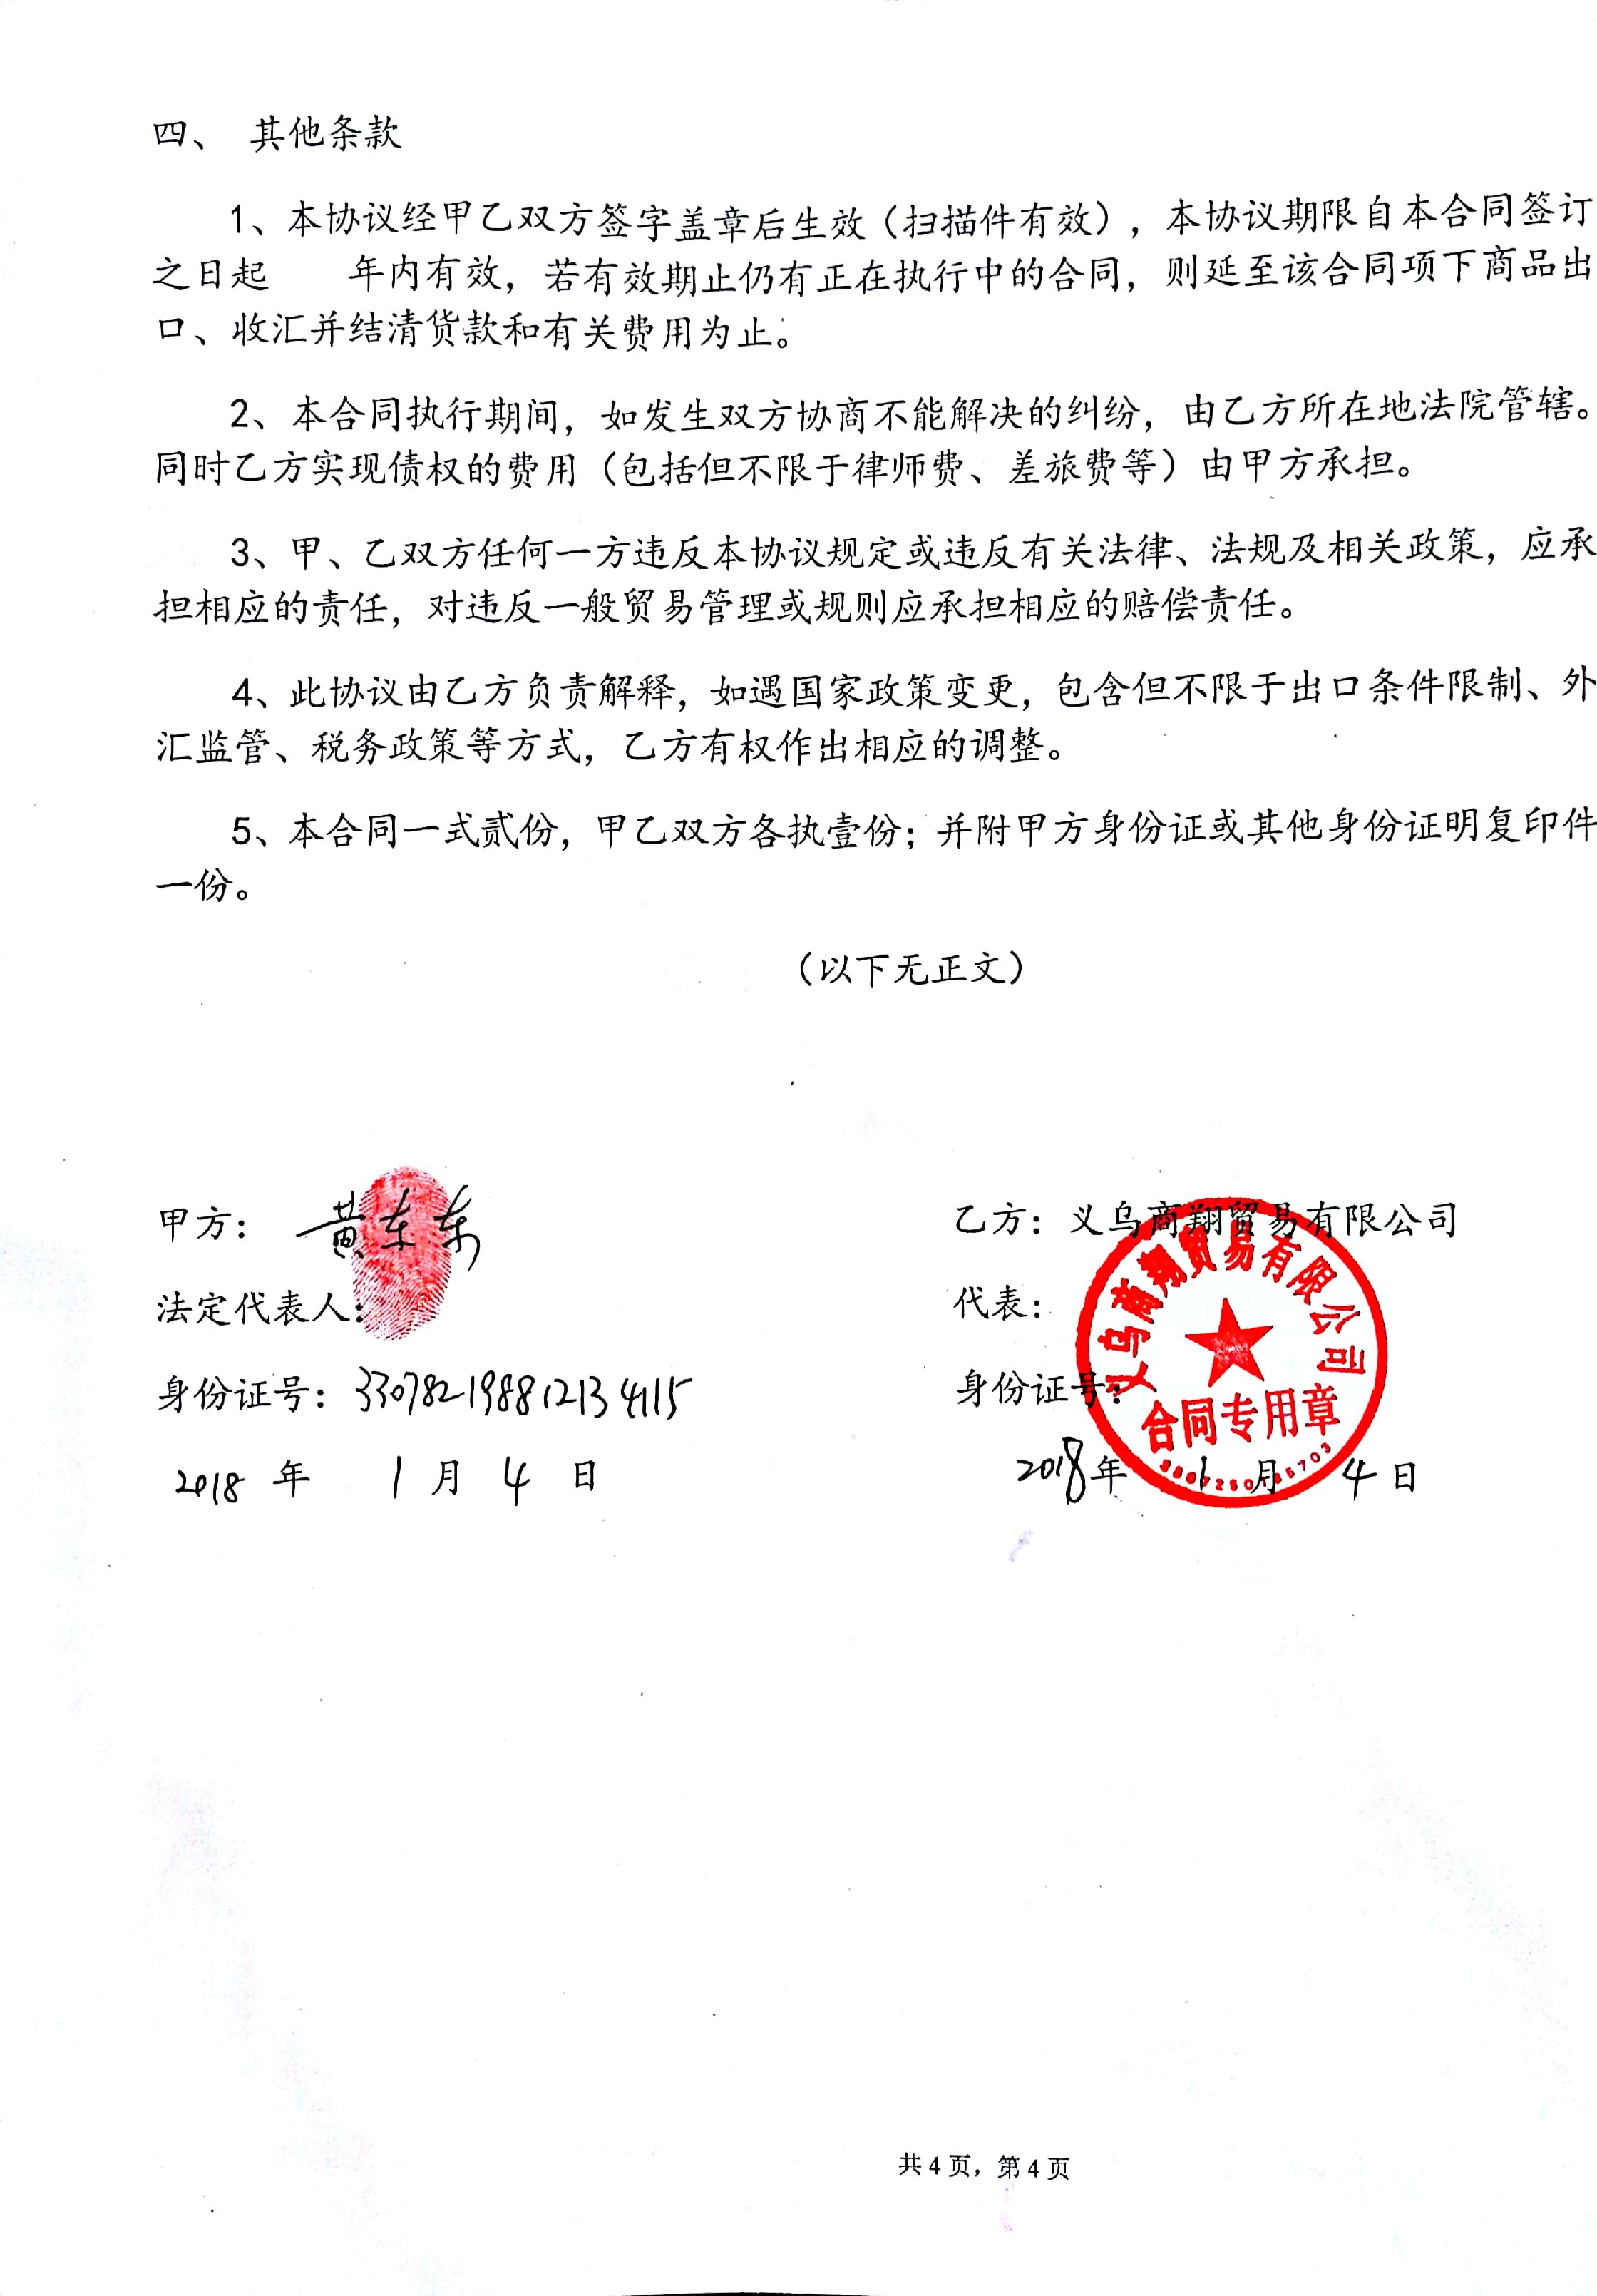 四、 其他条款
1、本协议经甲乙双方签字盖章后生效（扫描件有效），本协议期限自本合同签订
之日起　　年内有效，若有效期止仍有正在执行中的合同，则延至该合同项下商品出
口、收汇并结清货款和有关费用为止。
2、本合同执行期间，如发生双方协商不能解决的纠纷，由乙方所在地法院管辖。
同时乙方实现债权的费用（包括但不限于律师费、差旅费等）由甲方承担。
3、甲、乙双方任何一方违反本协议规定或违反有关法律、法规及相关政策，应承
担相应的责任，对违反一般贸易管理或规则应承担相应的赔偿责任。
4、此协议由乙方负责解释，如遇国家政策变更，包含但不限于出口条件限制、外
汇监管、税务政策等方式，乙方有权作出相应的调整。
5、本合同一式贰份，甲乙双方各执壹份；并附甲方身份证或其他身份证明复印件
一份。
（以下无正文）
甲方： 黄东东
乙方：义乌商翔贸易有限公司
法定代表人：
代表：
身份证号：330782198812134115
身份证号：
2018 年 1 月 4 日
2018年 1 月 4 日
义乌商翔贸易有限公司
合同专用章
共 4 页，第 4 页